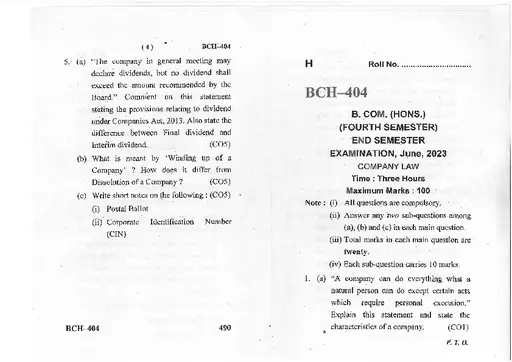 ( 4 )
BCH-404
5. (a) "The company in general meeting may
declare dividends, but no dividend shall
exceed the amount recommended by the
Board." Comment on this statement
stating the provisions relating to dividend
under Companies Act, 2013. Also state the
difference between Final dividend and
Interim dividend. (CO5)
(b) What is meant by 'Winding up of a
Company' ? How does it differ from
Dissolution of a Company ? (CO5)
(c) Write short notes on the following : (CO5)
(i) Postal Ballot
(ii) Corporate Identification Number
(CIN)
BCH-404
490
H
Roll No. ..............................
BCH-404
B. COM. (HONS.)
(FOURTH SEMESTER)
END SEMESTER
EXAMINATION, June, 2023
COMPANY LAW
Time : Three Hours
Maximum Marks : 100
Note : (i) All questions are compulsory.
(ii) Answer any two sub-questions among
(a), (b) and (c) in each main question.
(iii) Total marks in each main question are
twenty.
(iv) Each sub-question carries 10 marks.
1. (a) "A company can do everything what a
natural person can do except certain acts
which require personal execution."
Explain this statement and state the
characteristics of a company. (CO1)
P. T. O.